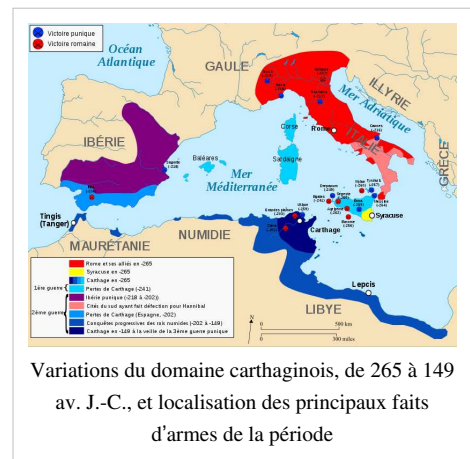 Victoire punique
Victoire romaine
Océan
Atlantique
GAULE
ILLYRIE
Mer Adriatique
GRÈCE
Corse
Rome
ITALIE
IBÉRIE
Baléares
Sardaigne
Mer
Méditerranée
Syracuse
Tingis
(Tanger)
MAURÉTANIE
NUMIDIE
Carthage
Lepcis
LIBYE
1ère guerre
2ème guerre
Rome et ses alliés en -265
Syracuse en -265
Carthage en -265
Pertes de Carthage (-241)
Ibérie punique (-218 à -202)
Cités du sud ayant fait défection pour Hannibal
Pertes de Carthage (Espagne, -202)
Conquêtes progressives des rois numides (-202 à -149)
Carthage en -149 à la veille de la 3ème guerre punique
N
0
500 km
0
300 miles
Variations du domaine carthaginois, de 265 à 149
av. J.-C., et localisation des principaux faits
d'armes de la période